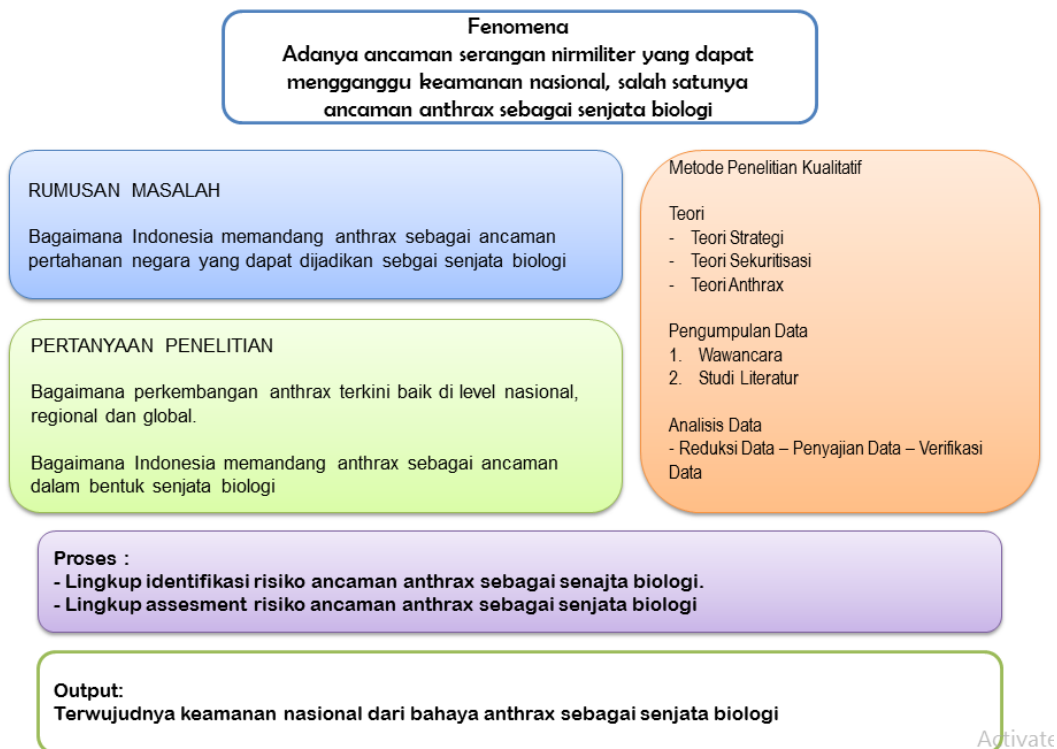 Fenomena
Adanya ancaman serangan nirmiliter yang dapat
mengganggu keamanan nasional, salah satunya
ancaman anthrax sebagai senjata biologi
RUMUSAN MASALAH
Bagaimana Indonesia memandang anthrax sebagai ancaman
pertahanan negara yang dapat dijadikan sebgai senjata biologi
PERTANYAAN PENELITIAN
Bagaimana perkembangan anthrax terkini baik di level nasional,
regional dan global.
Bagaimana Indonesia memandang anthrax sebagai ancaman
dalam bentuk senjata biologi
Metode Penelitian Kualitatif
Teori
- Teori Strategi
- Teori Sekuritisasi
- Teori Anthrax
Pengumpulan Data
1. Wawancara
2. Studi Literatur
Analisis Data
- Reduksi Data – Penyajian Data – Verifikasi
Data
Proses :
- Lingkup identifikasi risiko ancaman anthrax sebagai senajta biologi.
- Lingkup assesment risiko ancaman anthrax sebagai senjata biologi
Output:
Terwujudnya keamanan nasional dari bahaya anthrax sebagai senjata biologi
Activate